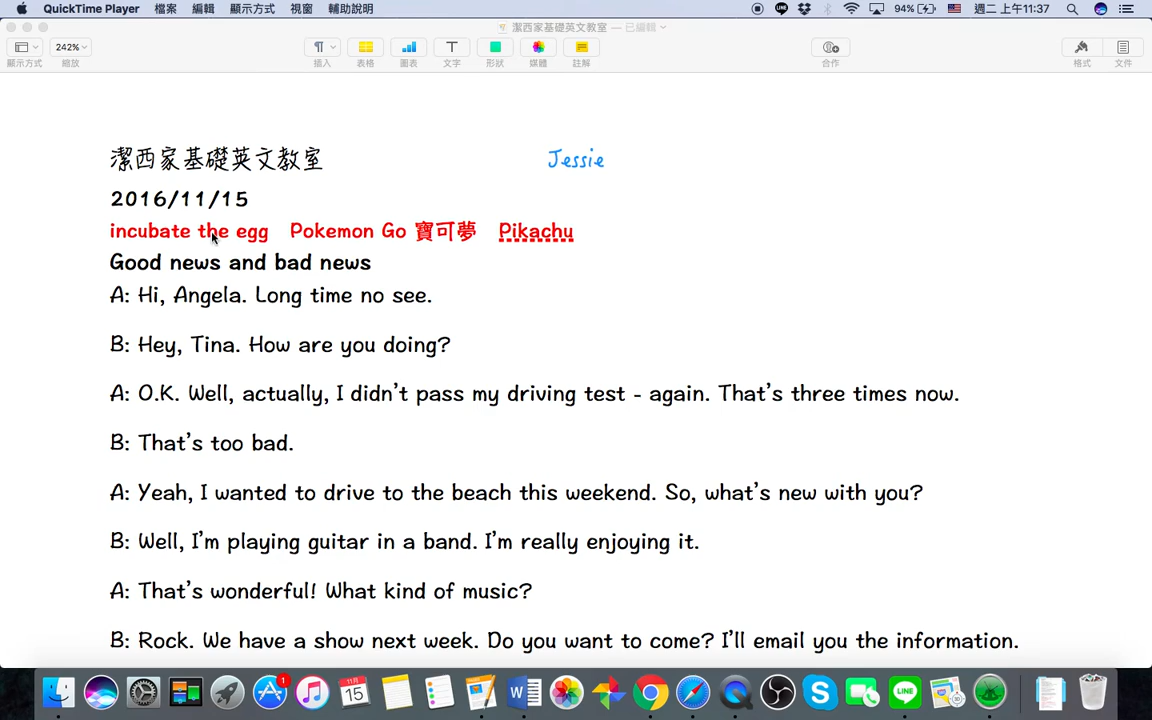 QuickTime Player 檔案 編輯 顯示方式 視窗 輔助說明 94% 週二 上午11:37
潔西家基礎英文教室 — 已編輯
242%
顯示方式 縮放 插入 表格 圖表 文字 形狀 媒體 註解 合作 格式 文件
潔西家基礎英文教室 Jessie
2016/11/15
incubate the egg Pokemon Go 寶可夢 Pikachu
Good news and bad news
A: Hi, Angela. Long time no see.
B: Hey, Tina. How are you doing?
A: O.K. Well, actually, I didn't pass my driving test - again. That's three times now.
B: That's too bad.
A: Yeah, I wanted to drive to the beach this weekend. So, what's new with you?
B: Well, I'm playing guitar in a band. I'm really enjoying it.
A: That's wonderful! What kind of music?
B: Rock. We have a show next week. Do you want to come? I'll email you the information.
1
11月
15
LINE
30